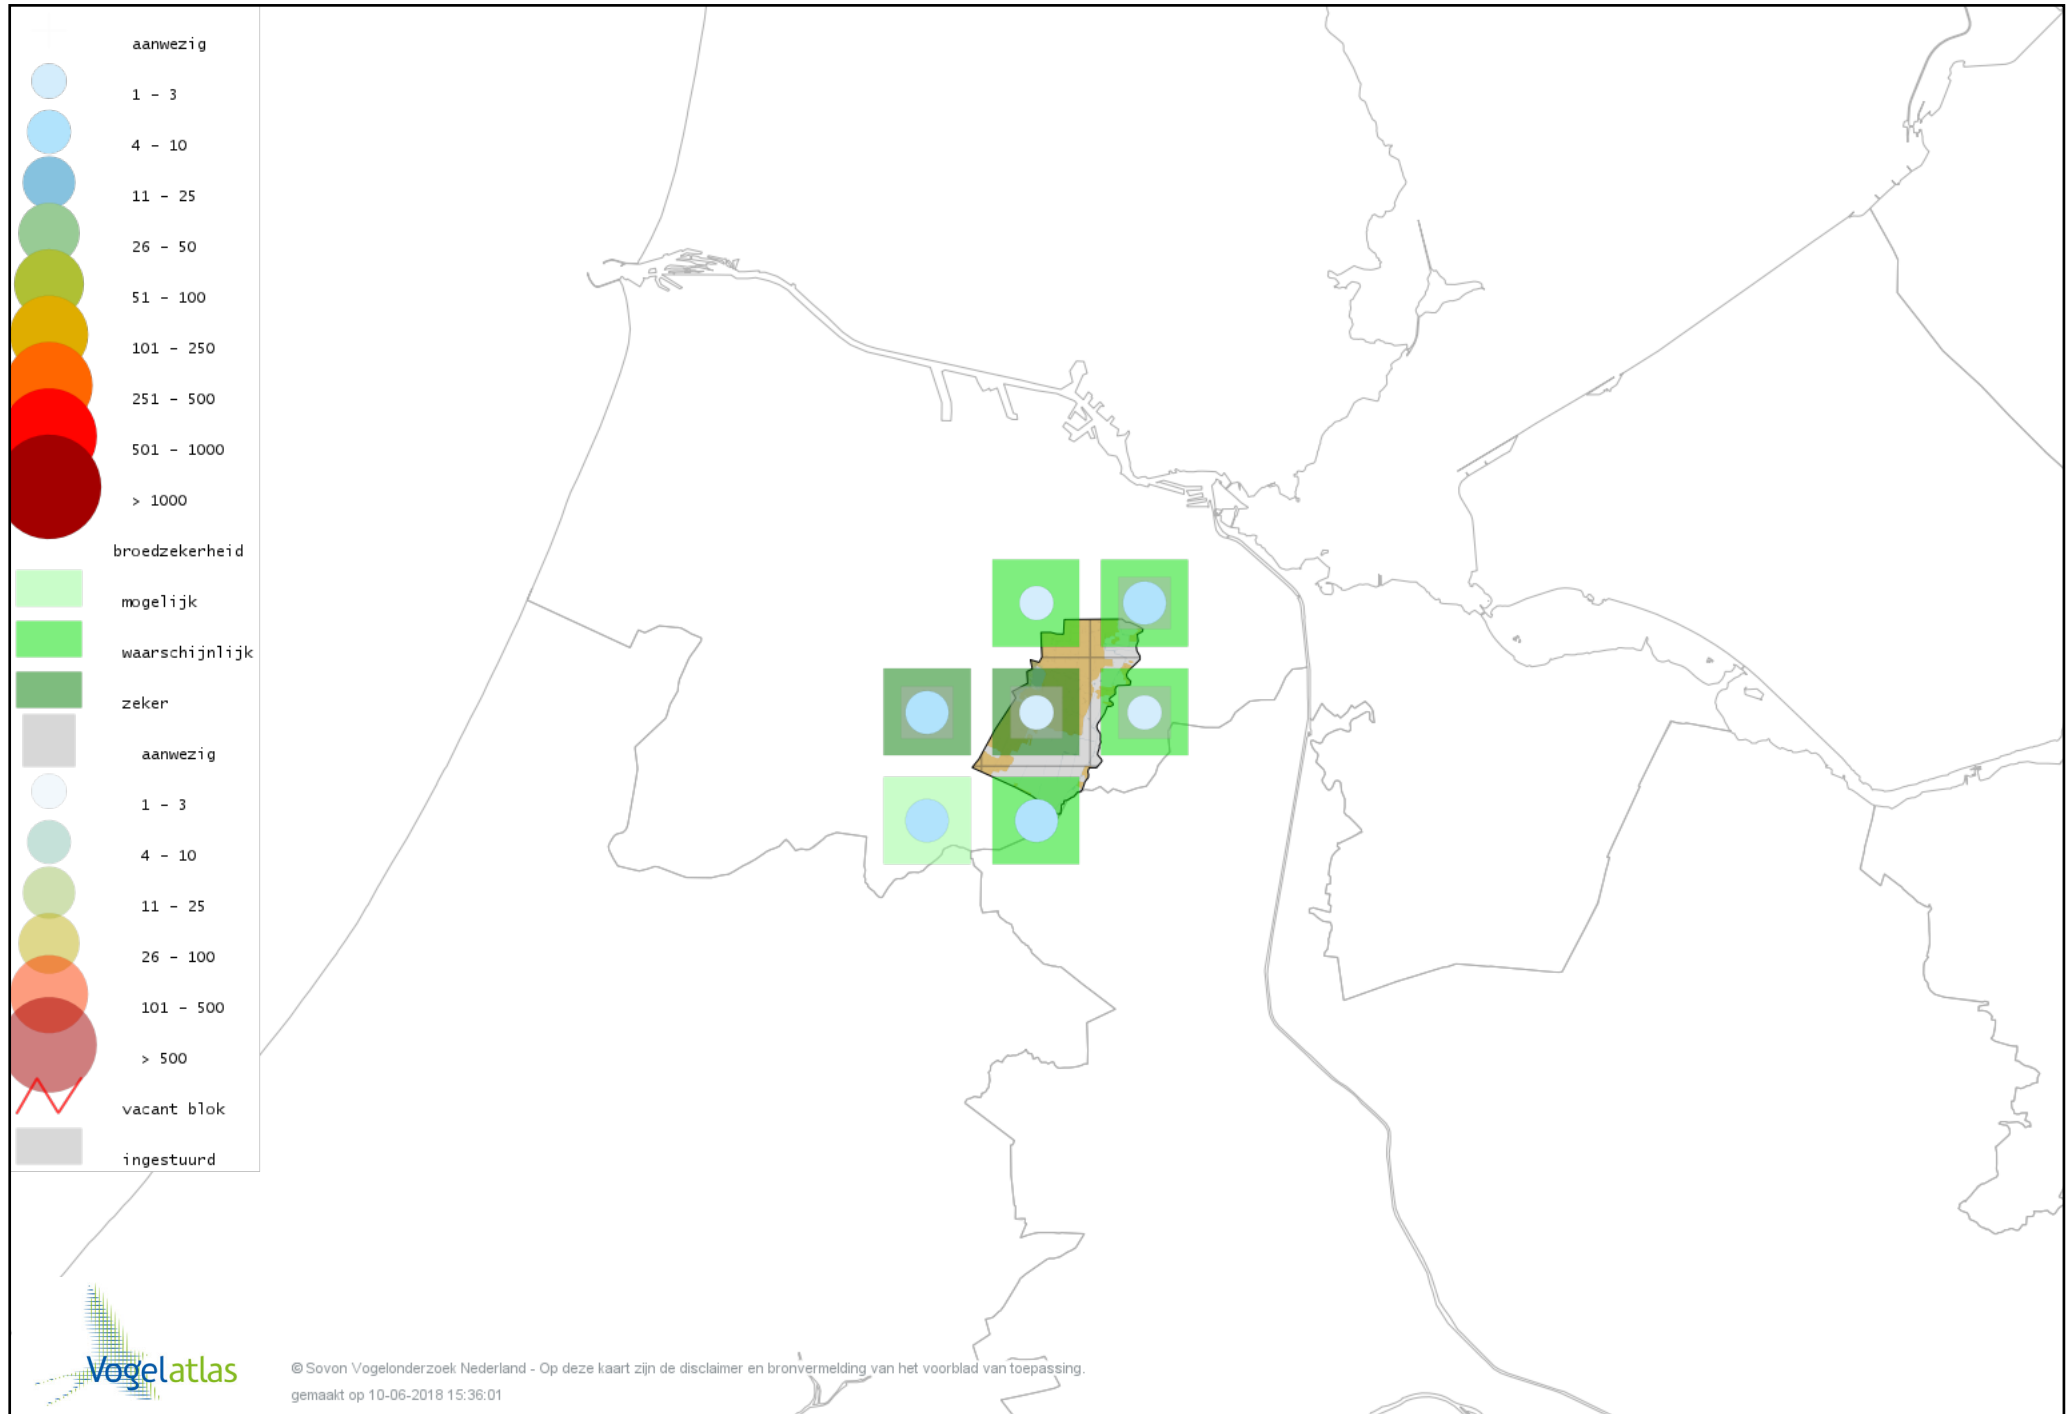 aanwezig
1 - 3
4 - 10
11 - 25
26 - 50
51 - 100
101 - 250
251 - 500
501 - 1000
> 1000
broedzekerheid
mogelijk
waarschijnlijk
zeker
aanwezig
1 - 3
4 - 10
11 - 25
26 - 100
101 - 500
> 500
vacant blok
ingestuurd
Vogelatlas
© Sovon Vogelonderzoek Nederland - Op deze kaart zijn de disclaimer en bronvermelding van het voorblad van toepassing.
gemaakt op 10-06-2018 15:36:01